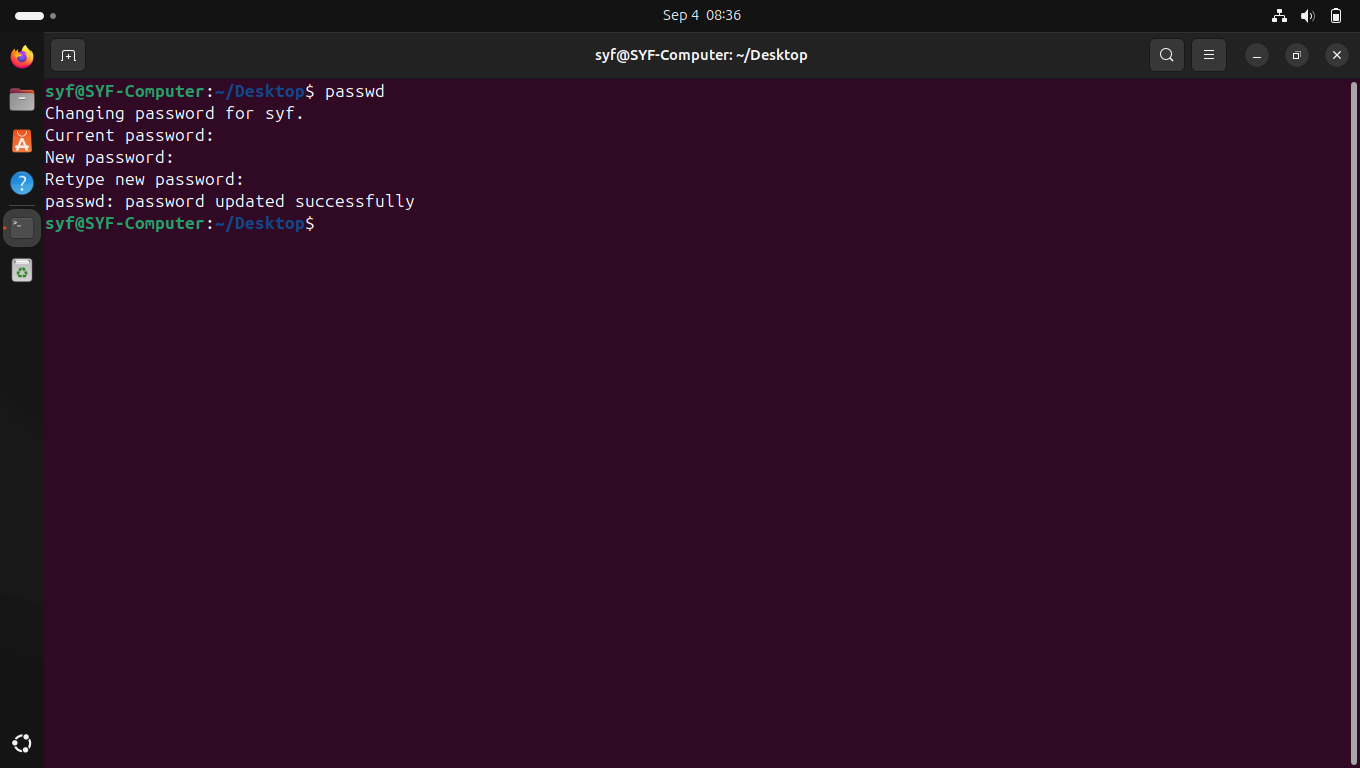 Sep 4 08:36
syf@SYF-Computer: ~/Desktop
syf@SYF-Computer:~/Desktop$ passwd
Changing password for syf.
Current password:
New password:
Retype new password:
passwd: password updated successfully
syf@SYF-Computer:~/Desktop$